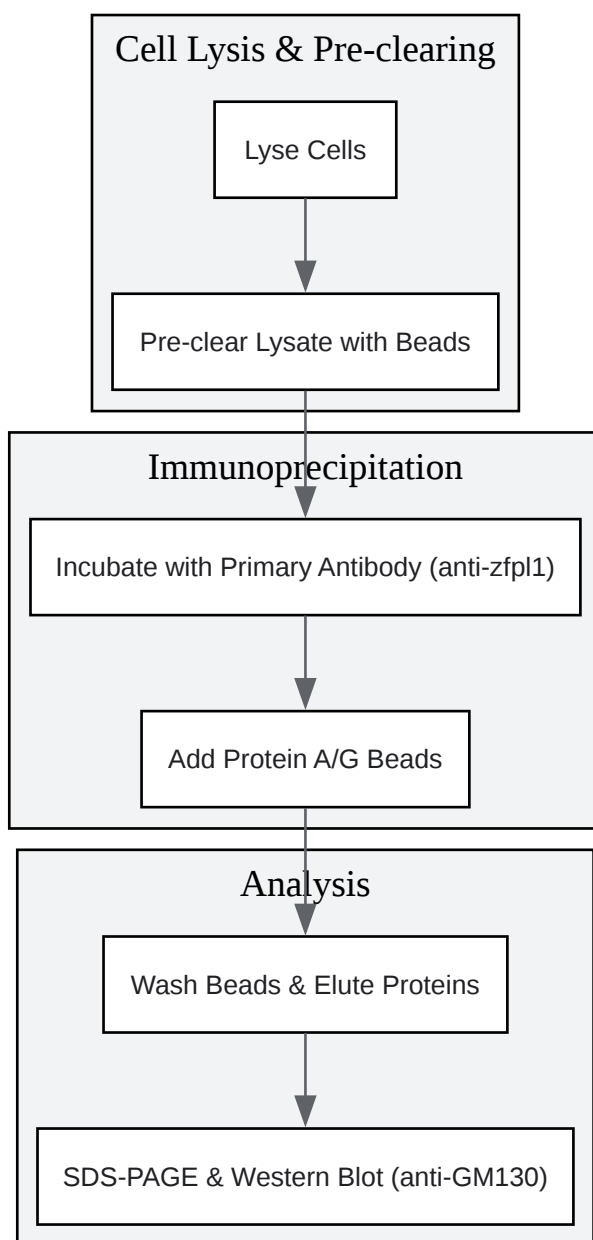 Cell Lysis & Pre-clearing
Lyse Cells
Pre-clear Lysate with Beads
Immunoprecipitation
Incubate with Primary Antibody (anti-zfpl1)
Add Protein A/G Beads
Analysis
Wash Beads & Elute Proteins
SDS-PAGE & Western Blot (anti-GM130)